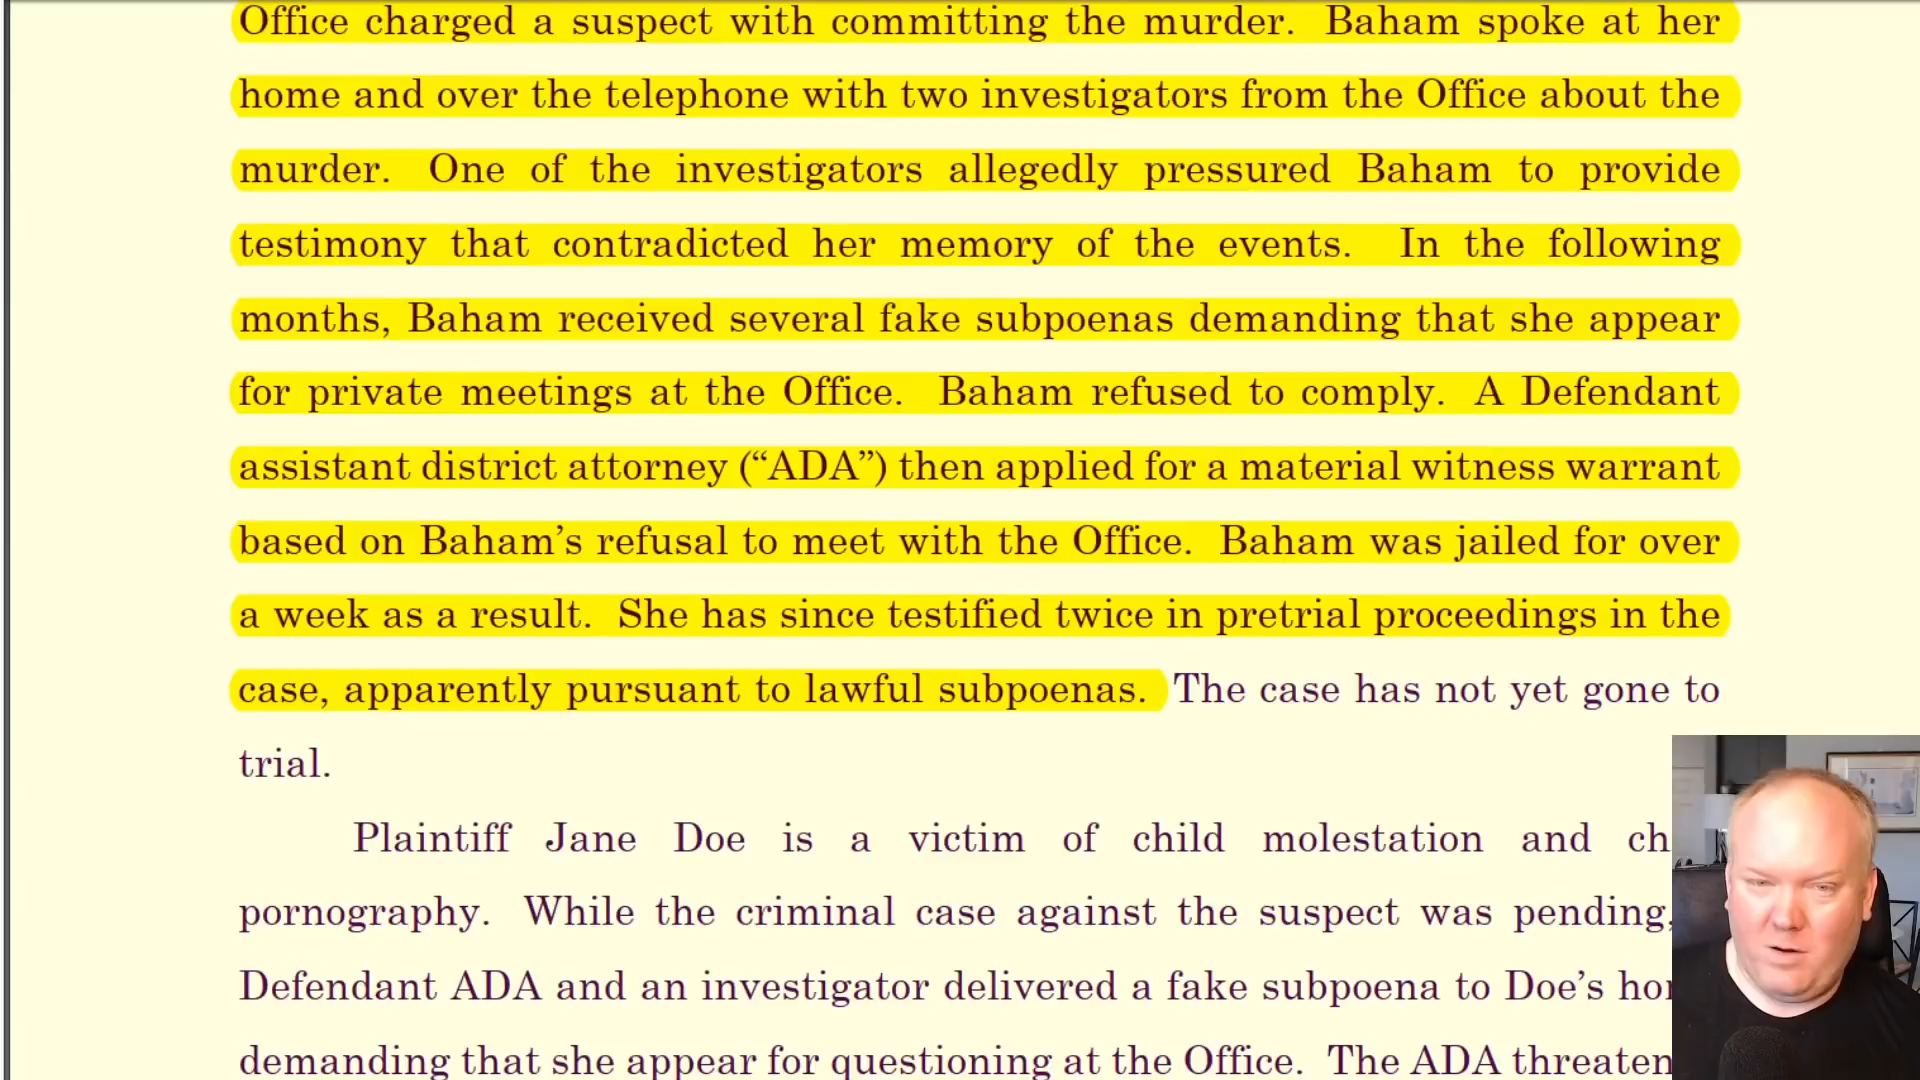 Office charged a suspect with committing the murder. Baham spoke at her
home and over the telephone with two investigators from the Office about the
murder. One of the investigators allegedly pressured Baham to provide
testimony that contradicted her memory of the events. In the following
months, Baham received several fake subpoenas demanding that she appear
for private meetings at the Office. Baham refused to comply. A Defendant
assistant district attorney (“ADA”) then applied for a material witness warrant
based on Baham’s refusal to meet with the Office. Baham was jailed for over
a week as a result. She has since testified twice in pretrial proceedings in the
case, apparently pursuant to lawful subpoenas. The case has not yet gone to
trial.
Plaintiff Jane Doe is a victim of child molestation and
pornography. While the criminal case against the suspect was pending,
Defendant ADA and an investigator delivered a fake subpoena to Doe’s
demanding that she appear for questioning at the Office. The ADA